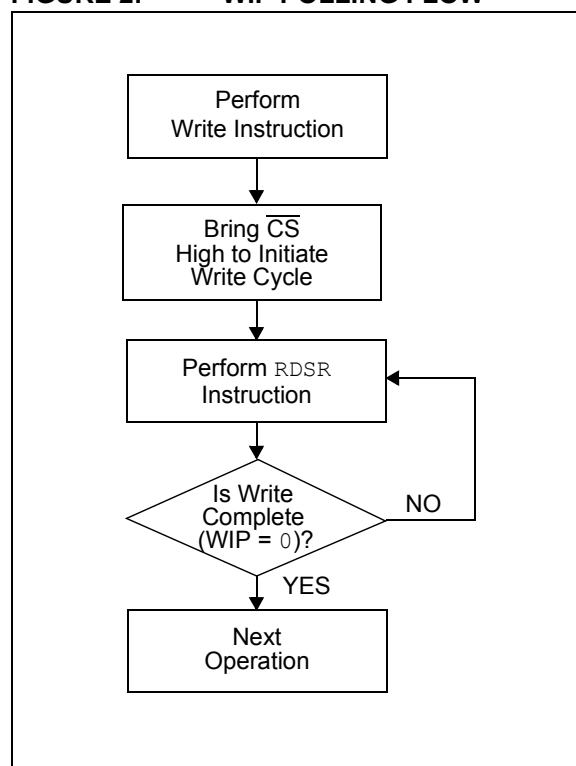 Perform
Write Instruction
Bring CS
High to Initiate
Write Cycle
Perform RDSR
Instruction
Is Write
Complete
(WIP = 0)?
NO
YES
Next
Operation